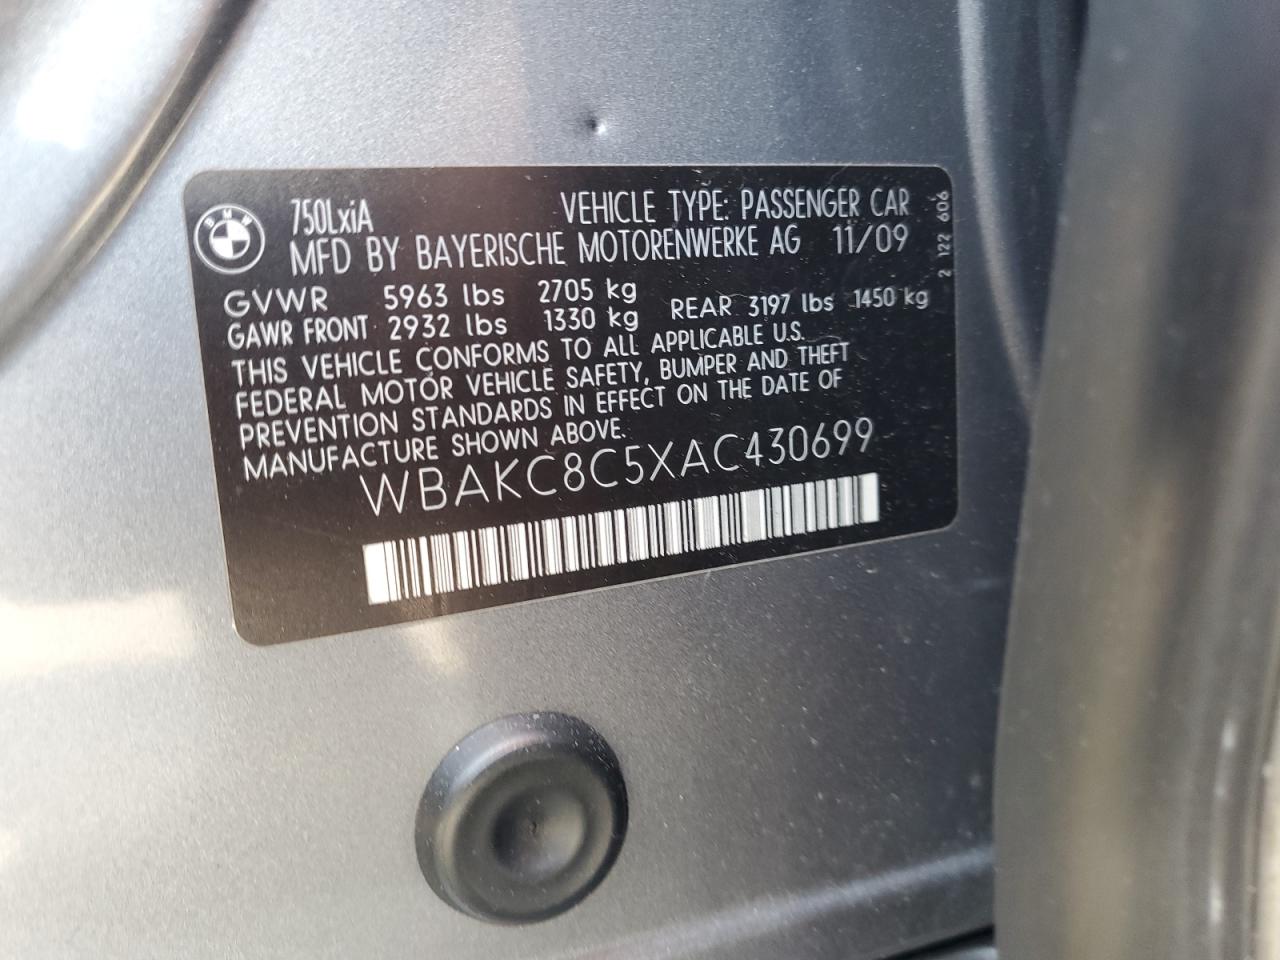 BMW
750LxiA VEHICLE TYPE: PASSENGER CAR
MFD BY BAYERISCHE MOTORENWERKE AG 11/09
GVWR 5963 lbs 2705 kg
GAWR FRONT 2932 lbs 1330 kg REAR 3197 lbs 1450 kg
THIS VEHICLE CONFORMS TO ALL APPLICABLE U.S.
FEDERAL MOTOR VEHICLE SAFETY, BUMPER AND THEFT
PREVENTION STANDARDS IN EFFECT ON THE DATE OF
MANUFACTURE SHOWN ABOVE.
WBAKC8C5XAC430699
2 122 606